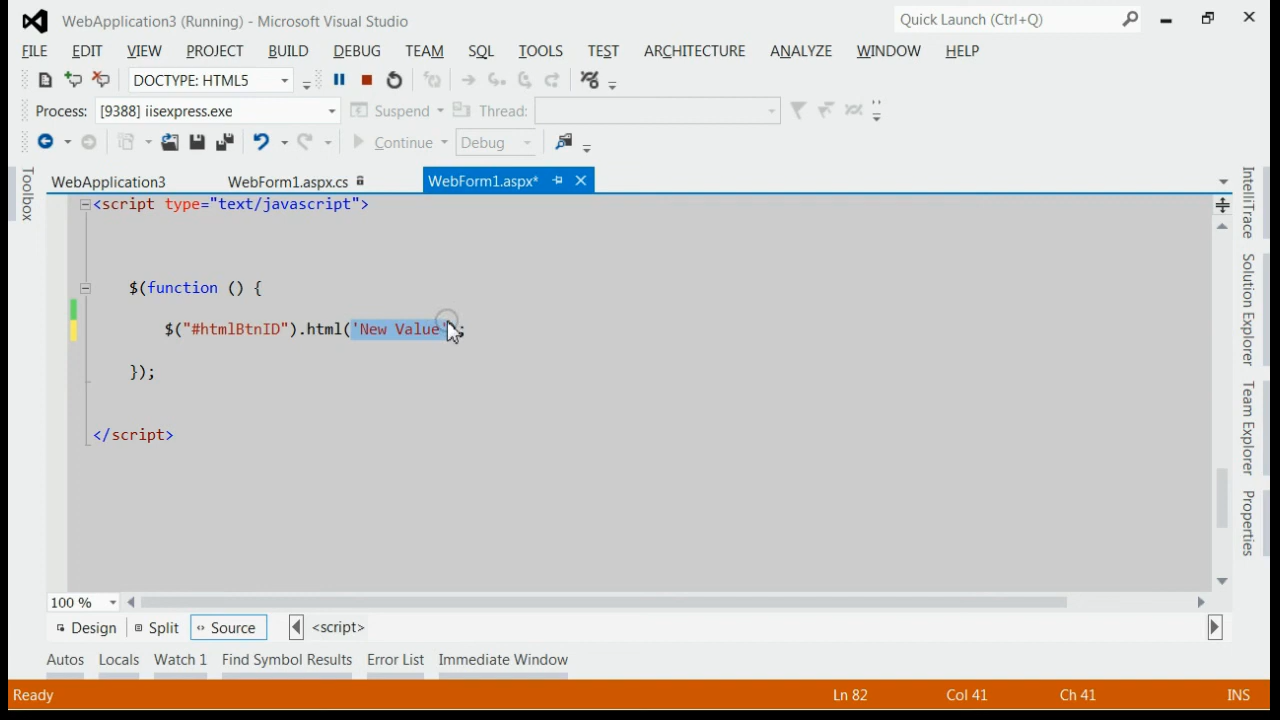 WebApplication3 (Running) - Microsoft Visual Studio
Quick Launch (Ctrl+Q)
FILE EDIT VIEW PROJECT BUILD DEBUG TEAM SQL TOOLS TEST ARCHITECTURE ANALYZE WINDOW HELP
DOCTYPE: HTML5
Process: [9388] iisexpress.exe Suspend Thread:
Continue Debug
WebApplication3 WebForm1.aspx.cs WebForm1.aspx*
Toolbox
<script type="text/javascript">
$(function () {
$("#htmlBtnID").html('New Value');
});
</script>
IntelliTrace
Solution Explorer
Team Explorer
Properties
100 %
Design Split Source <script>
Autos Locals Watch 1 Find Symbol Results Error List Immediate Window
Ready Ln 82 Col 41 Ch 41 INS